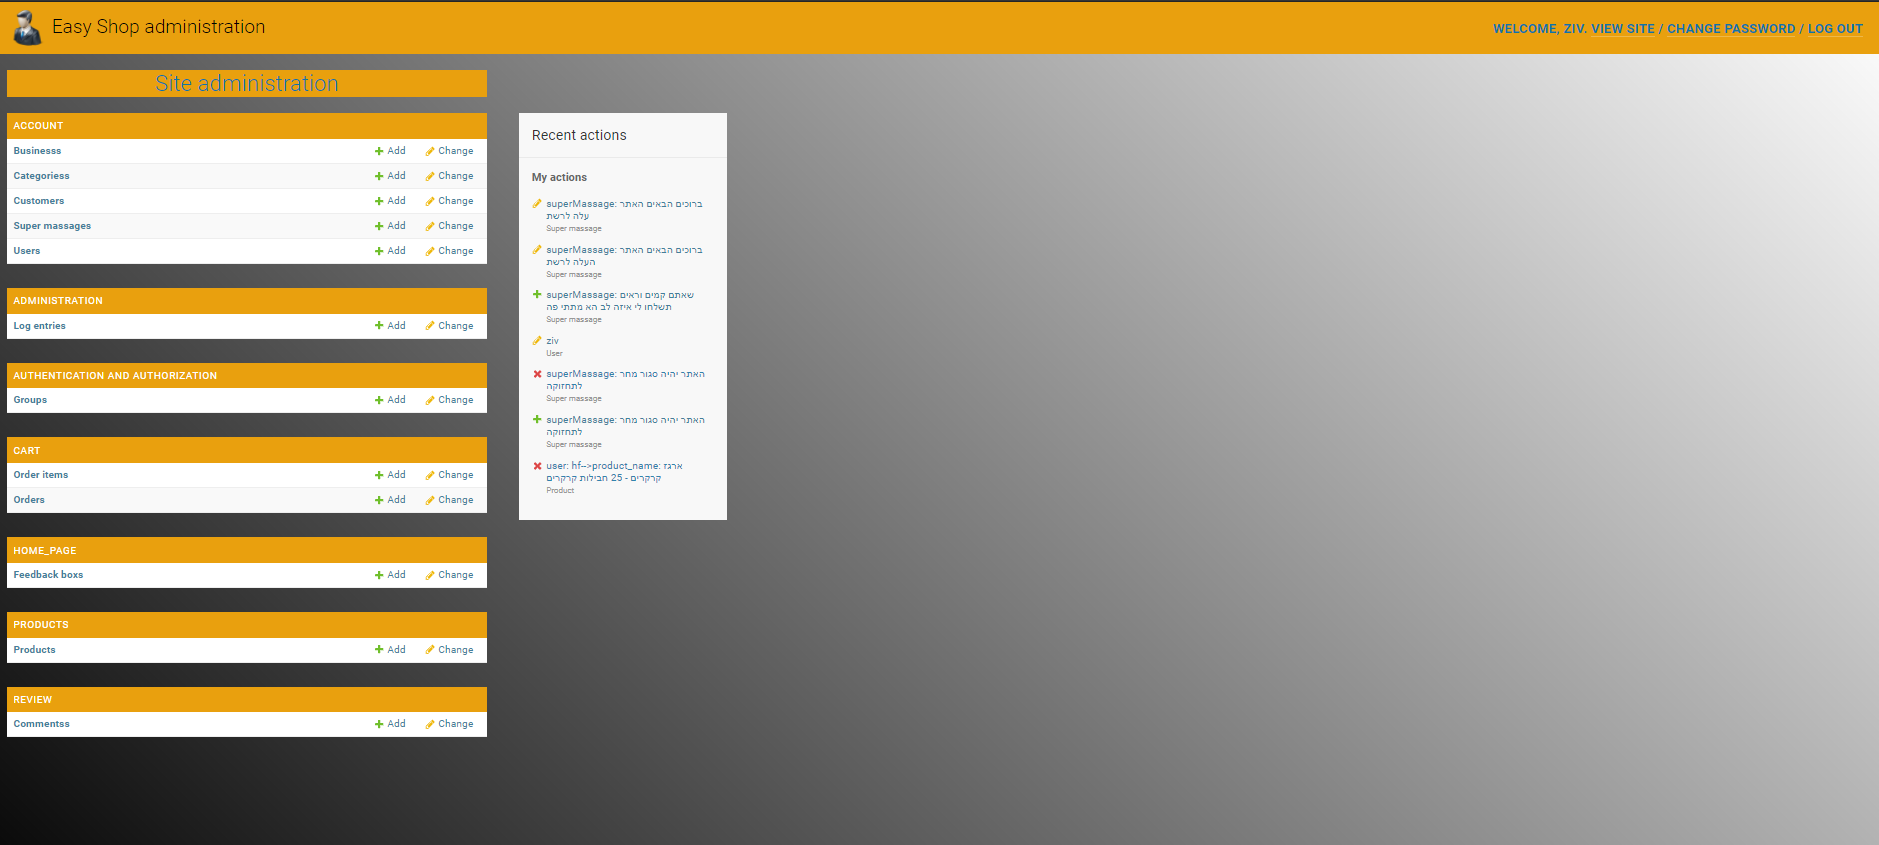 Easy Shop administration
WELCOME, ZIV. VIEW SITE / CHANGE PASSWORD / LOG OUT
Site administration
ACCOUNT
Businesss Add Change
Categoriess Add Change
Customers Add Change
Super massages Add Change
Users Add Change
ADMINISTRATION
Log entries Add Change
AUTHENTICATION AND AUTHORIZATION
Groups Add Change
CART
Order items Add Change
Orders Add Change
HOME_PAGE
Feedback boxs Add Change
PRODUCTS
Products Add Change
REVIEW
Commentss Add Change
Recent actions
My actions
superMassage: ברוכים הבאים האתר
עלה לרשת
Super massage
superMassage: ברוכים הבאים האתר
העלה לרשת
Super massage
superMassage: שאתם קמים וראים
תשלחו לי איזה לב הא מתתי פה
Super massage
ziv
User
superMassage: האתר יהיה סגור מחר
לתחזוקה
Super massage
superMassage: האתר יהיה סגור מחר
לתחזוקה
Super massage
user: hf-->product_name: ארגז
קרקרים - 25 חבילות קרקרים
Product